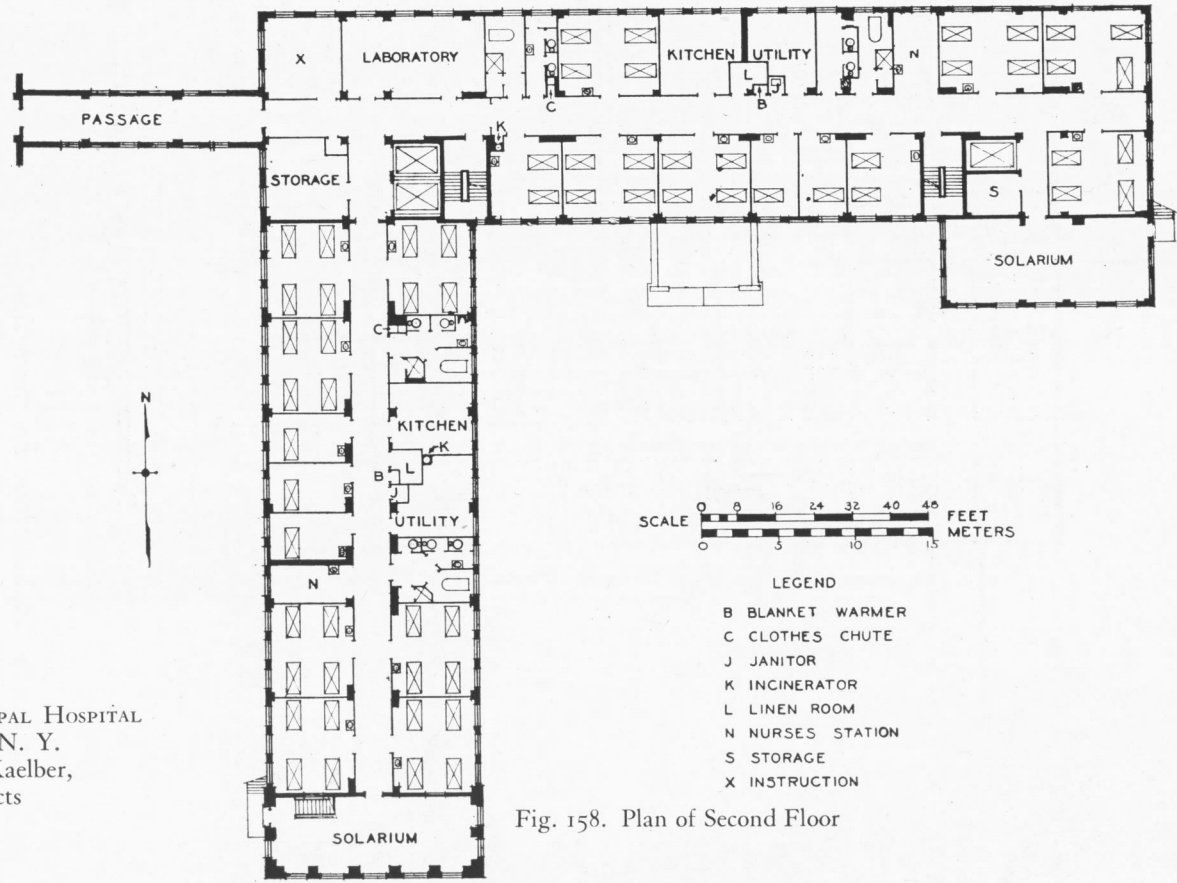 X
LABORATORY
KITCHEN
UTILITY
N
L
C
B
PASSAGE
K
STORAGE
S
SOLARIUM
C
N
KITCHEN
K
L
B
J
UTILITY
N
SOLARIUM
SCALE 0 8 16 24 32 40 48 FEET
0 5 10 15 METERS
LEGEND
B BLANKET WARMER
C CLOTHES CHUTE
J JANITOR
K INCINERATOR
L LINEN ROOM
N NURSES STATION
S STORAGE
X INSTRUCTION
PAL HOSPITAL
N. Y.
Kaelber,
cts
Fig. 158. Plan of Second Floor